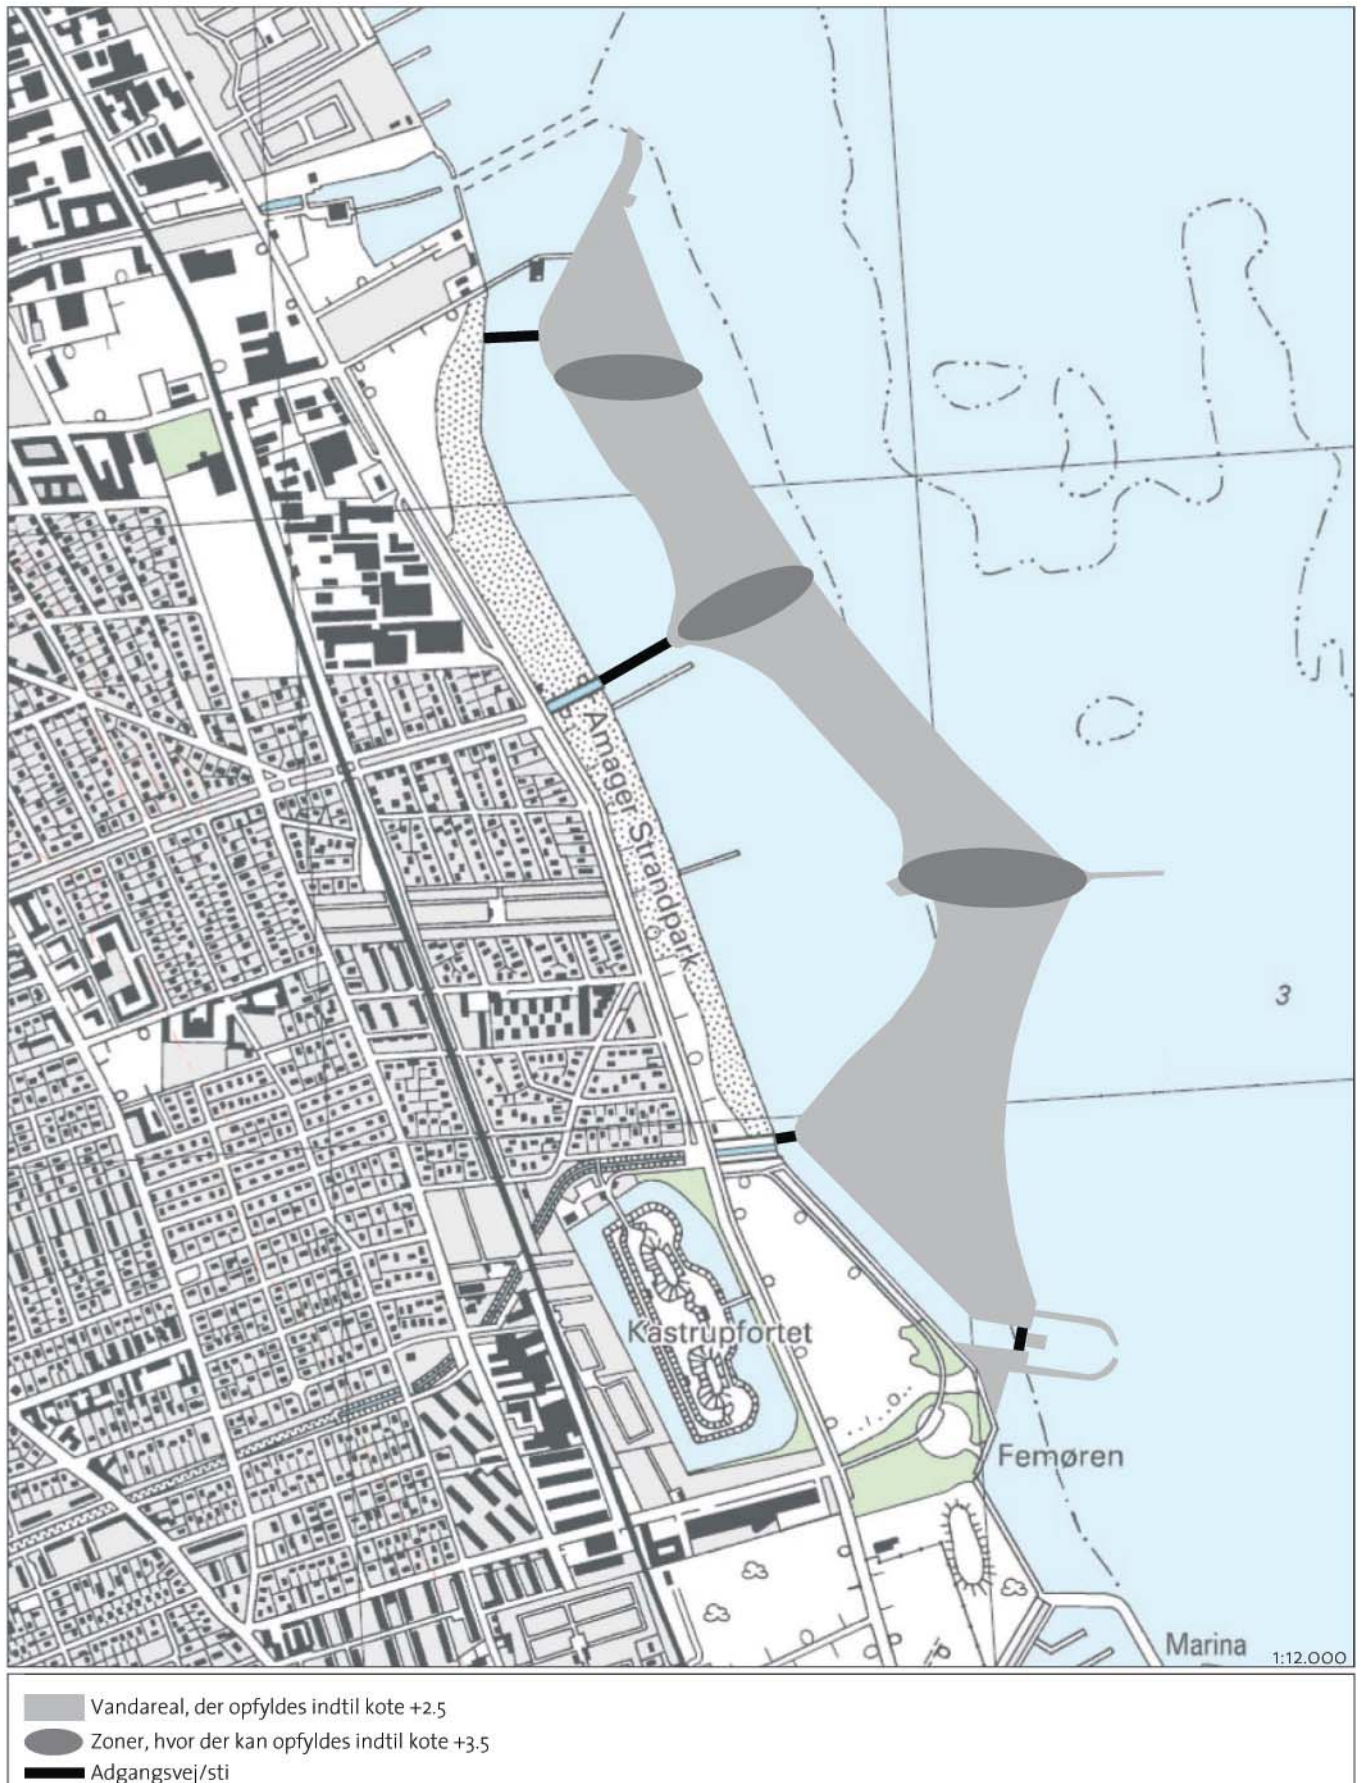 Amager Strandpark
3
Kastrupfortet
Femøren
Marina
1:12.000
Vandareal, der opfyldes indtil kote +2.5
Zoner, hvor der kan opfyldes indtil kote +3.5
Adgangsvej/sti